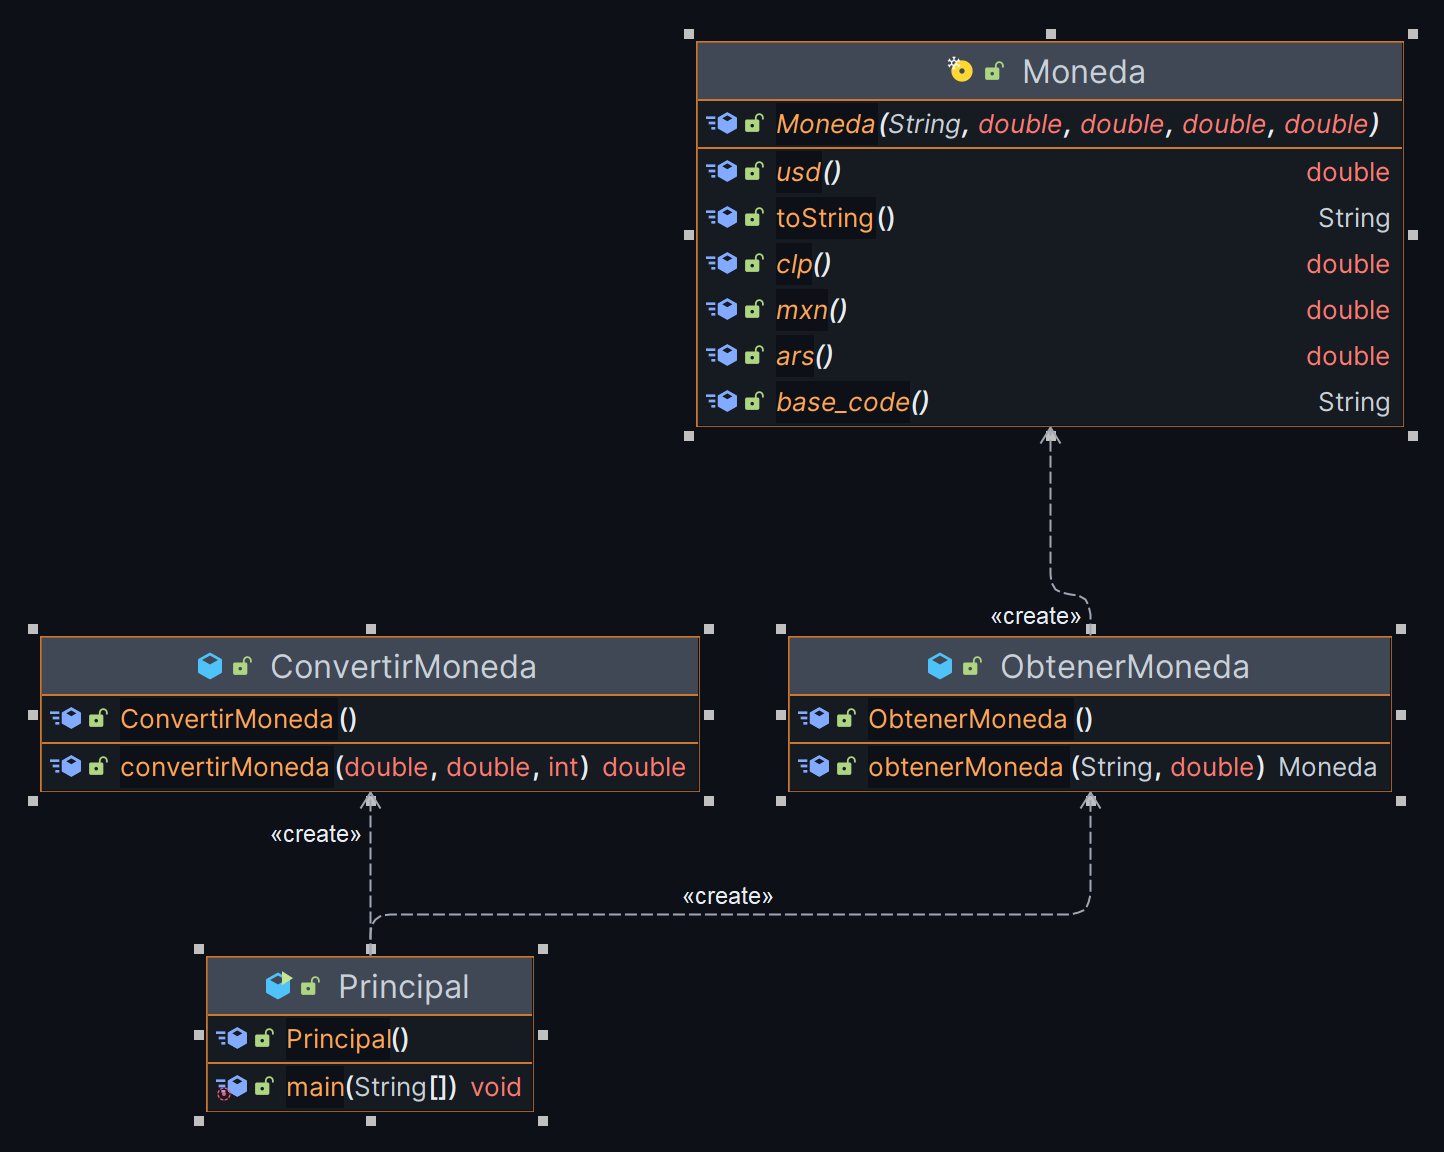 Moneda
Moneda(String, double, double, double, double)
usd() double
toString() String
clp() double
mxn() double
ars() double
base_code() String
«create»
ConvertirMoneda
ConvertirMoneda()
convertirMoneda(double, double, int) double
ObtenerMoneda
ObtenerMoneda()
obtenerMoneda(String, double) Moneda
«create»
«create»
Principal
Principal()
main(String[]) void